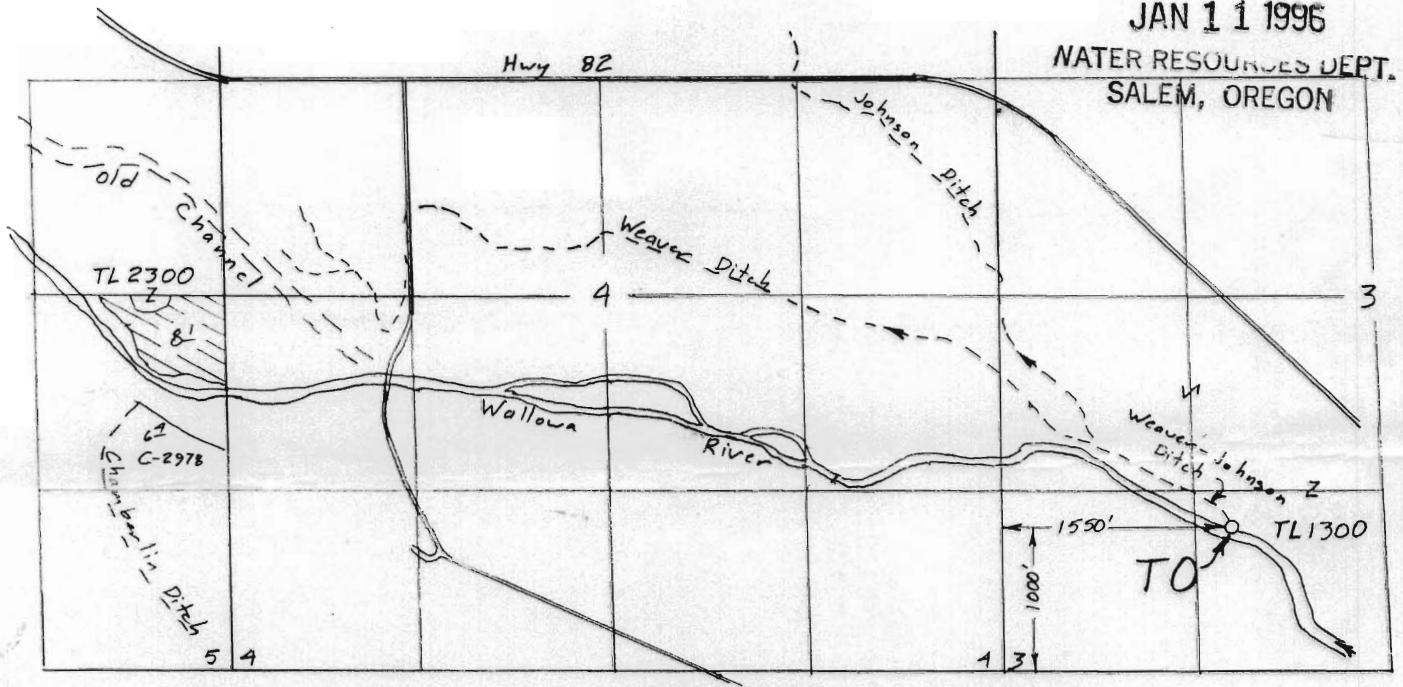 JAN 11 1996
WATER RESOURCES DEPT.
SALEM, OREGON
Hwy 82
Johnson
Ditch
Old
Channel
Weaver Ditch
TL 2300
Z
4
3
8.1
Wallowa
River
Weaver Johnson
Ditch
6.1
C-2978
Chamberlin Ditch
Z
1550'
TL1300
TO
1000'
5 4
4 3